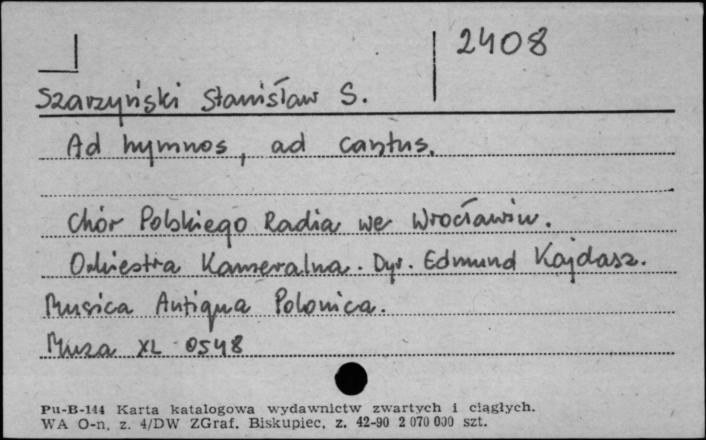 2408
Szarzyński Stanisław S.
Ad hymnos, ad cantus.
Chór Polskiego Radia we Wrocławiu.
Orkiestra Kameralna. Dyr. Edmund Kajdasz.
Musica Antiqua Polonica.
Muza XL 0548
Pu-B-144 Karta katalogowa wydawnictw zwartych i ciągłych.
WA O-n, z. 4/DW ZGraf. Biskupiec, z. 42-90 2 070 000 szt.